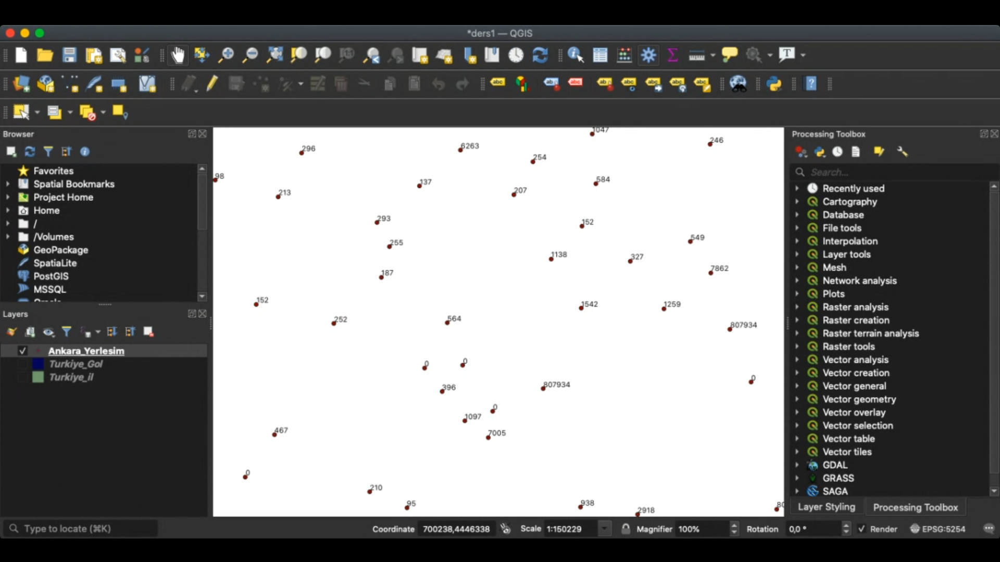 *ders1 — QGIS
Browser
Favorites
Spatial Bookmarks
Project Home
Home
/
/Volumes
GeoPackage
SpatiaLite
PostGIS
MSSQL
Layers
Ankara_Yerlesim
Turkiye_Gol
Turkiye_il
1047
246
296
6263
254
98
137
584
213
207
293
152
255
549
1138
327
187
7862
152
1542
1259
252
564
807934
0
0
0
396
807934
0
1097
467
7005
0
210
95
938
2918
80
Processing Toolbox
Search...
Recently used
Cartography
Database
File tools
Interpolation
Layer tools
Mesh
Network analysis
Plots
Raster analysis
Raster creation
Raster terrain analysis
Raster tools
Vector analysis
Vector creation
Vector general
Vector geometry
Vector overlay
Vector selection
Vector table
Vector tiles
GDAL
GRASS
SAGA
Layer Styling Processing Toolbox
Type to locate (⌘K) Coordinate 700238,4446338 Scale 1:150229 Magnifier 100% Rotation 0,0 ° Render EPSG:5254